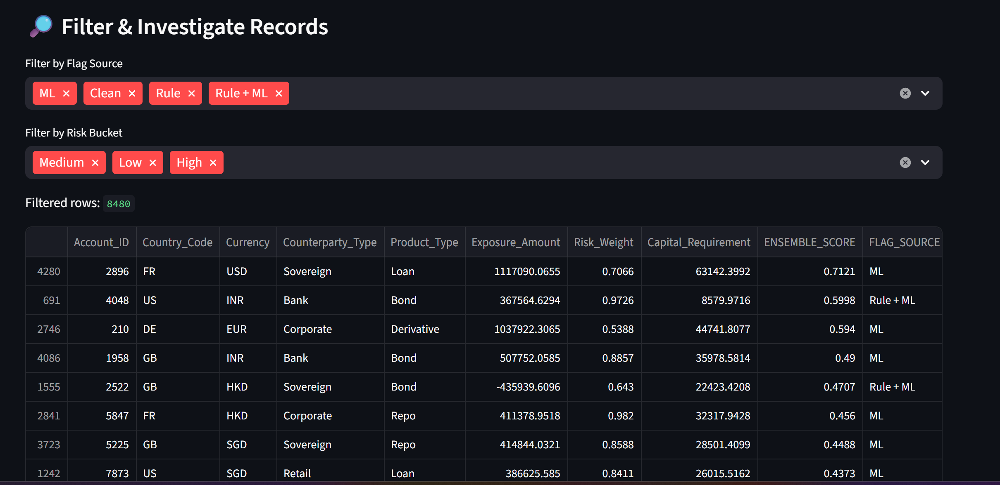 Filter & Investigate Records
Filter by Flag Source
ML Clean Rule Rule + ML
Filter by Risk Bucket
Medium Low High
Filtered rows: 8480
Account_ID Country_Code Currency Counterparty_Type Product_Type Exposure_Amount Risk_Weight Capital_Requirement ENSEMBLE_SCORE FLAG_SOURCE
4280 2896 FR USD Sovereign Loan 1117090.0655 0.7066 63142.3992 0.7121 ML
691 4048 US INR Bank Bond 367564.6294 0.9726 8579.9716 0.5998 Rule + ML
2746 210 DE EUR Corporate Derivative 1037922.3065 0.5388 44741.8077 0.594 ML
4086 1958 GB INR Bank Bond 507752.0585 0.8857 35978.5814 0.49 ML
1555 2522 GB HKD Sovereign Bond -435939.6096 0.643 22423.4208 0.4707 Rule + ML
2841 5847 FR HKD Corporate Repo 411378.9518 0.982 32317.9428 0.456 ML
3723 5225 GB SGD Sovereign Repo 414844.0321 0.8588 28501.4099 0.4488 ML
1242 7873 US SGD Retail Loan 386625.585 0.8411 26015.5162 0.4373 ML